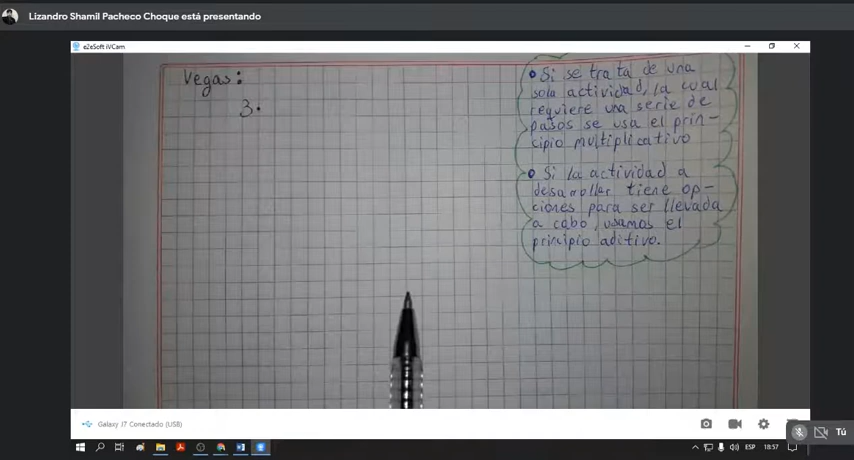 Lizandro Shamil Pacheco Choque está presentando
e2eSoft iVCam
Vegas:
3.
• Si se trata de una
sola actividad, la cual
requiere una serie de
pasos se usa el prin-
cipio multiplicativo
• Si la actividad a
desarrollar tiene op-
ciones para ser llevada
a cabo, usamos el
principio aditivo.
Galaxy J7 Conectado (USB)
Tú
ESP
18:57